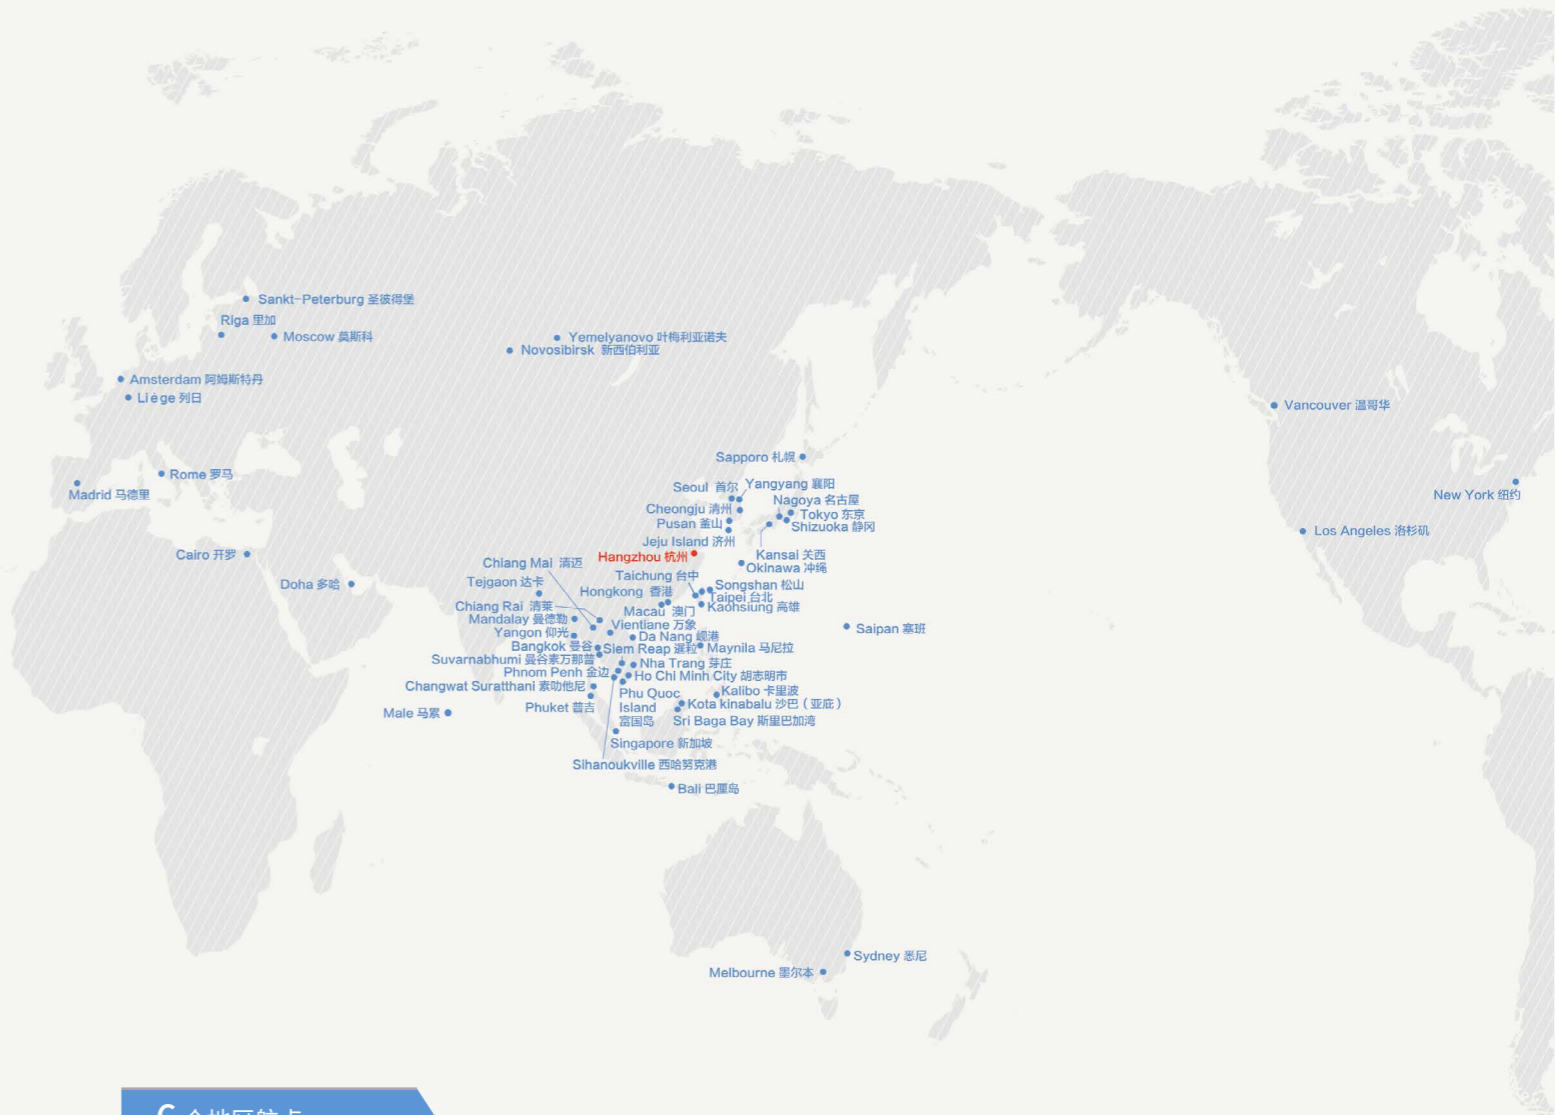 Sankt-Peterburg 圣彼得堡
Riga 里加
Moscow 莫斯科
Yemelyanovo 叶梅利亚诺夫
Novosibirsk 新西伯利亚
Amsterdam 阿姆斯特丹
Liége 列日
Vancouver 温哥华
Sapporo 札幌
Rome 罗马
Madrid 马德里
Seoul 首尔
Yangyang 襄阳
New York 纽约
Nagoya 名古屋
Cheongju 清州
Tokyo 东京
Pusan 釜山
Shizuoka 静冈
Los Angeles 洛杉矶
Jeju Island 济州
Cairo 开罗
Hangzhou 杭州
Kansai 关西
Chiang Mai 清迈
Okinawa 冲绳
Taichung 台中
Doha 多哈
Tejgaon 达卡
Songshan 松山
Hongkong 香港
Taipei 台北
Chiang Rai 清莱
Macau 澳门
Kaohsiung 高雄
Mandalay 曼德勒
Vientiane 万象
Saipan 塞班
Yangon 仰光
Da Nang 岘港
Bangkok 曼谷
Siem Reap 暹粒
Maynila 马尼拉
Suvarnabhumi 曼谷素万那普
Nha Trang 芽庄
Phnom Penh 金边
Ho Chi Minh City 胡志明市
Changwat Suratthani 素叻他尼
Phu Quoc
Island
富国岛
Kalibo 卡里波
Kota kinabalu 沙巴（亚庇）
Phuket 普吉
Male 马累
Sri Baga Bay 斯里巴加湾
Singapore 新加坡
Sihanoukville 西哈努克港
Bali 巴厘岛
Sydney 悉尼
Melbourne 墨尔本
个地区航点